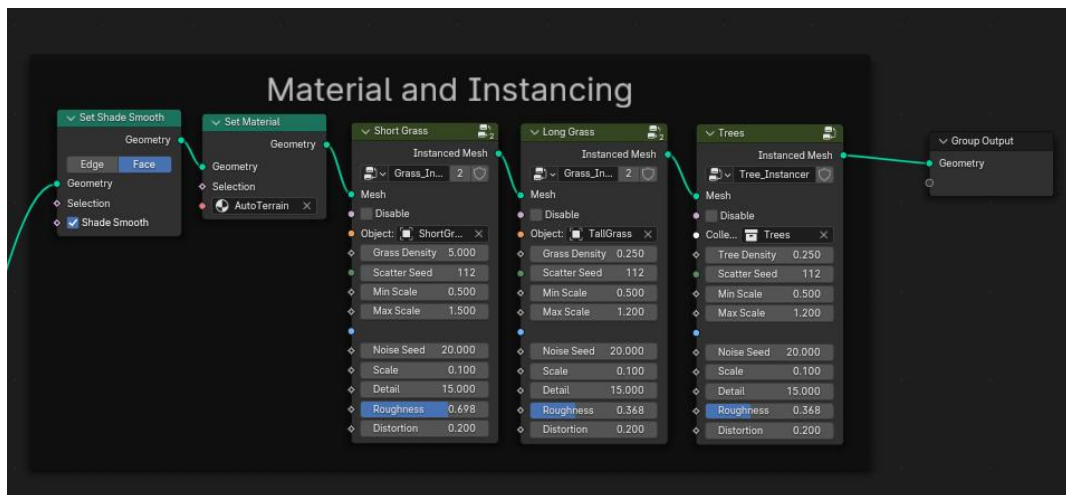 Material and Instancing
Set Shade Smooth
Geometry
Edge Face
Geometry
Selection
Shade Smooth
Set Material
Geometry
Geometry
Selection
AutoTerrain
Short Grass
2
Instanced Mesh
Grass_In... 2
Mesh
Disable
Object: ShortGr...
Grass Density 5.000
Scatter Seed 112
Min Scale 0.500
Max Scale 1.500
Noise Seed 20.000
Scale 0.100
Detail 15.000
Roughness 0.698
Distortion 0.200
Long Grass
2
Instanced Mesh
Grass_In... 2
Mesh
Disable
Object: TallGrass
Grass Density 0.250
Scatter Seed 112
Min Scale 0.500
Max Scale 1.200
Noise Seed 20.000
Scale 0.100
Detail 15.000
Roughness 0.368
Distortion 0.200
Trees
Instanced Mesh
Tree_Instancer
Mesh
Disable
Colle... Trees
Tree Density 0.250
Scatter Seed 112
Min Scale 0.500
Max Scale 1.200
Noise Seed 20.000
Scale 0.100
Detail 15.000
Roughness 0.368
Distortion 0.200
Group Output
Geometry